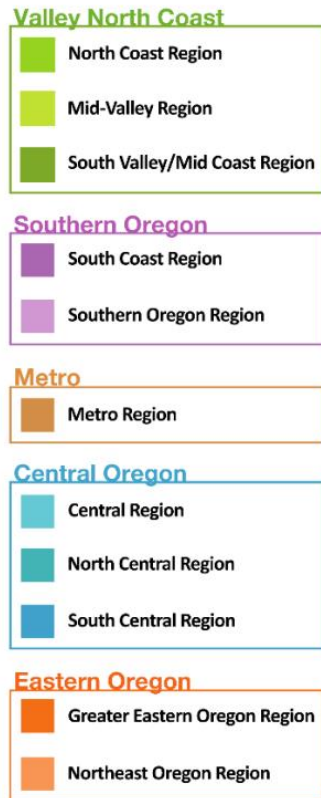 Valley North Coast
North Coast Region
Mid-Valley Region
South Valley/Mid Coast Region
Southern Oregon
South Coast Region
Southern Oregon Region
Metro
Metro Region
Central Oregon
Central Region
North Central Region
South Central Region
Eastern Oregon
Greater Eastern Oregon Region
Northeast Oregon Region